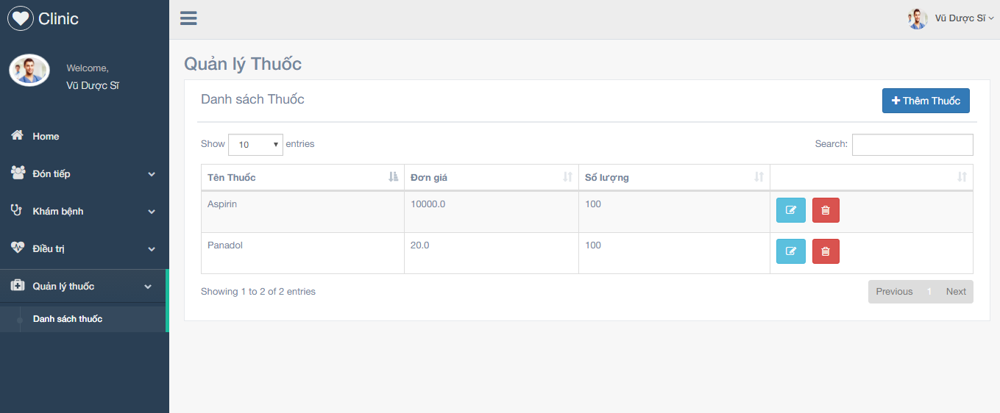 Clinic
Vũ Dược Sĩ
Welcome,
Vũ Dược Sĩ
Home
Đón tiếp
Khám bệnh
Điều trị
Quản lý thuốc
Danh sách thuốc
Quản lý Thuốc
Danh sách Thuốc
Thêm Thuốc
Show 10 entries
Search:
Tên Thuốc Đơn giá Số lượng
Aspirin 10000.0 100
Panadol 20.0 100
Showing 1 to 2 of 2 entries
Previous 1 Next